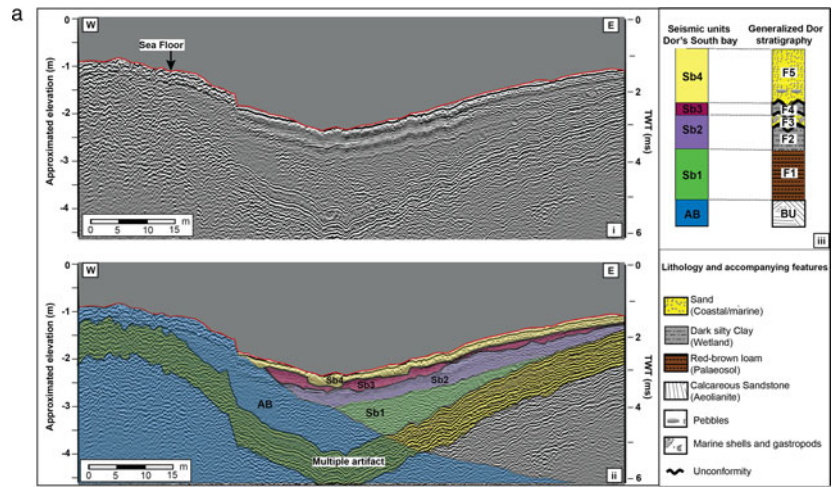 a
W
E
Sea Floor
Approximated elevation (m)
0
-1
-2
-3
-4
0
2
4
6
TWT (ms)
0 5 10 15 m
i
W
E
Approximated elevation (m)
0
-1
-2
-3
-4
0
2
4
6
TWT (ms)
AB
Sb4
Sb3
Sb2
Sb1
Multiple artifact
0 5 10 15 m
ii
Seismic units
Dor's South bay
Generalized Dor
stratigraphy
Sb4
Sb3
Sb2
Sb1
AB
F5
F4
F3
F2
F1
BU
iii
Lithology and accompanying features
Sand
(Coastal/marine)
Dark silty Clay
(Wetland)
Red-brown loam
(Palaeosol)
Calcareous Sandstone
(Aeolianite)
Pebbles
Marine shells and gastropods
Unconformity